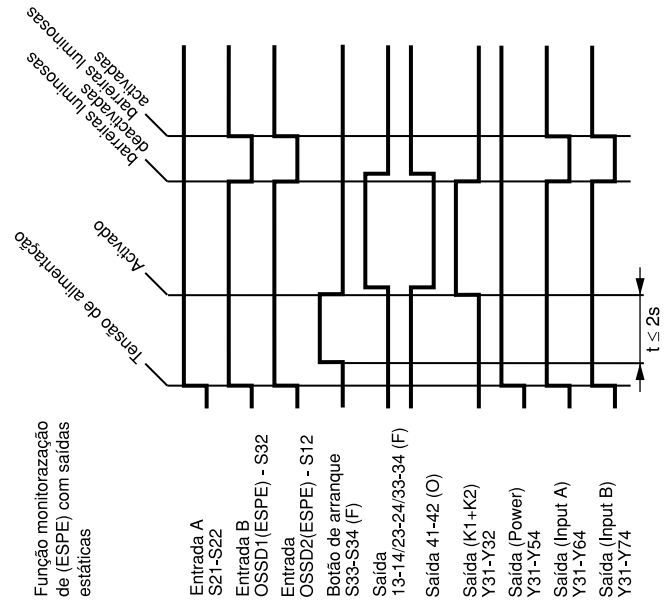 Função monitorazação
de (ESPE) com saídas
estáticas
Tensão de alimentação
Activado
barreiras luminosas
deactivadas
barreiras luminosas
activadas
Entrada A
S21-S22
Entrada B
OSSD1(ESPE) - S32
Entrada
OSSD2(ESPE) - S12
Botão de arranque
S33-S34 (F)
Saída
13-14/23-24/33-34 (F)
Saída 41-42 (O)
Saída (K1+K2)
Y31-Y32
Saída (Power)
Y31-Y54
Saída (Input A)
Y31-Y64
Saída (Input B)
Y31-Y74
t ≤ 2s